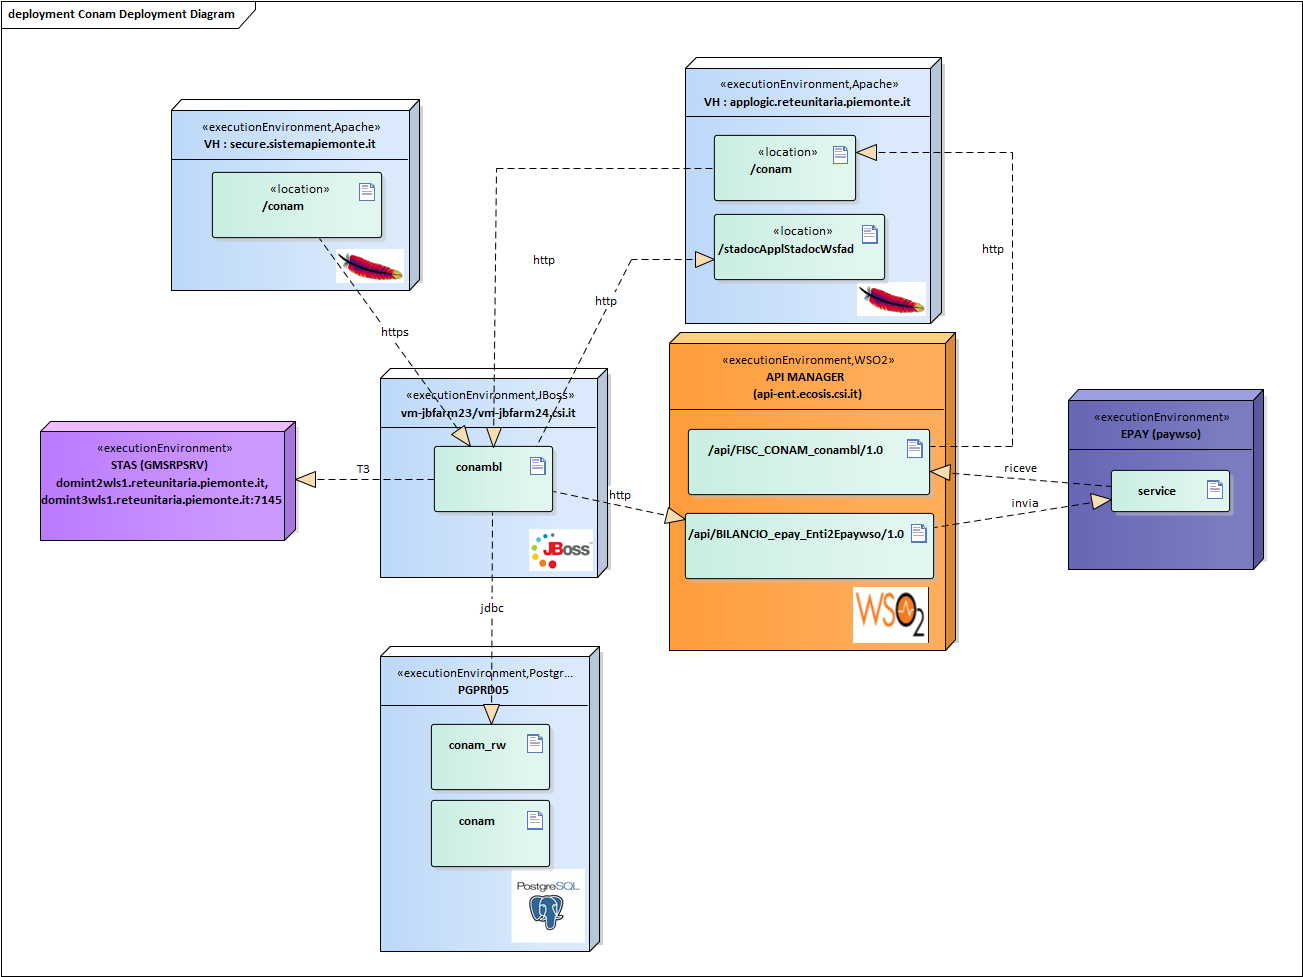 deployment Conam Deployment Diagram
«executionEnvironment,Apache»
VH : secure.sistemapiemonte.it
«location»
/conam
«executionEnvironment,Apache»
VH : applogic.reteunitaria.piemonte.it
«location»
/conam
«location»
/stadocApplStadocWsfad
http
http
http
https
«executionEnvironment,JBoss»
vm-jbfarm23/vm-jbfarm24.csi.it
conambl
JBoss
«executionEnvironment,WSO2»
API MANAGER
(api-ent.ecosis.csi.it)
/api/FISC_CONAM_conambl/1.0
/api/BILANCIO_epay_Enti2Epaywso/1.0
WSO2
«executionEnvironment»
EPAY (paywso)
service
riceve
invia
«executionEnvironment»
STAS (GMSRPSRV)
domint2wls1.reteunitaria.piemonte.it,
domint3wls1.reteunitaria.piemonte.it:7145
T3
http
jdbc
«executionEnvironment,Postgr...
PGPRD05
conam_rw
conam
PostgreSQL